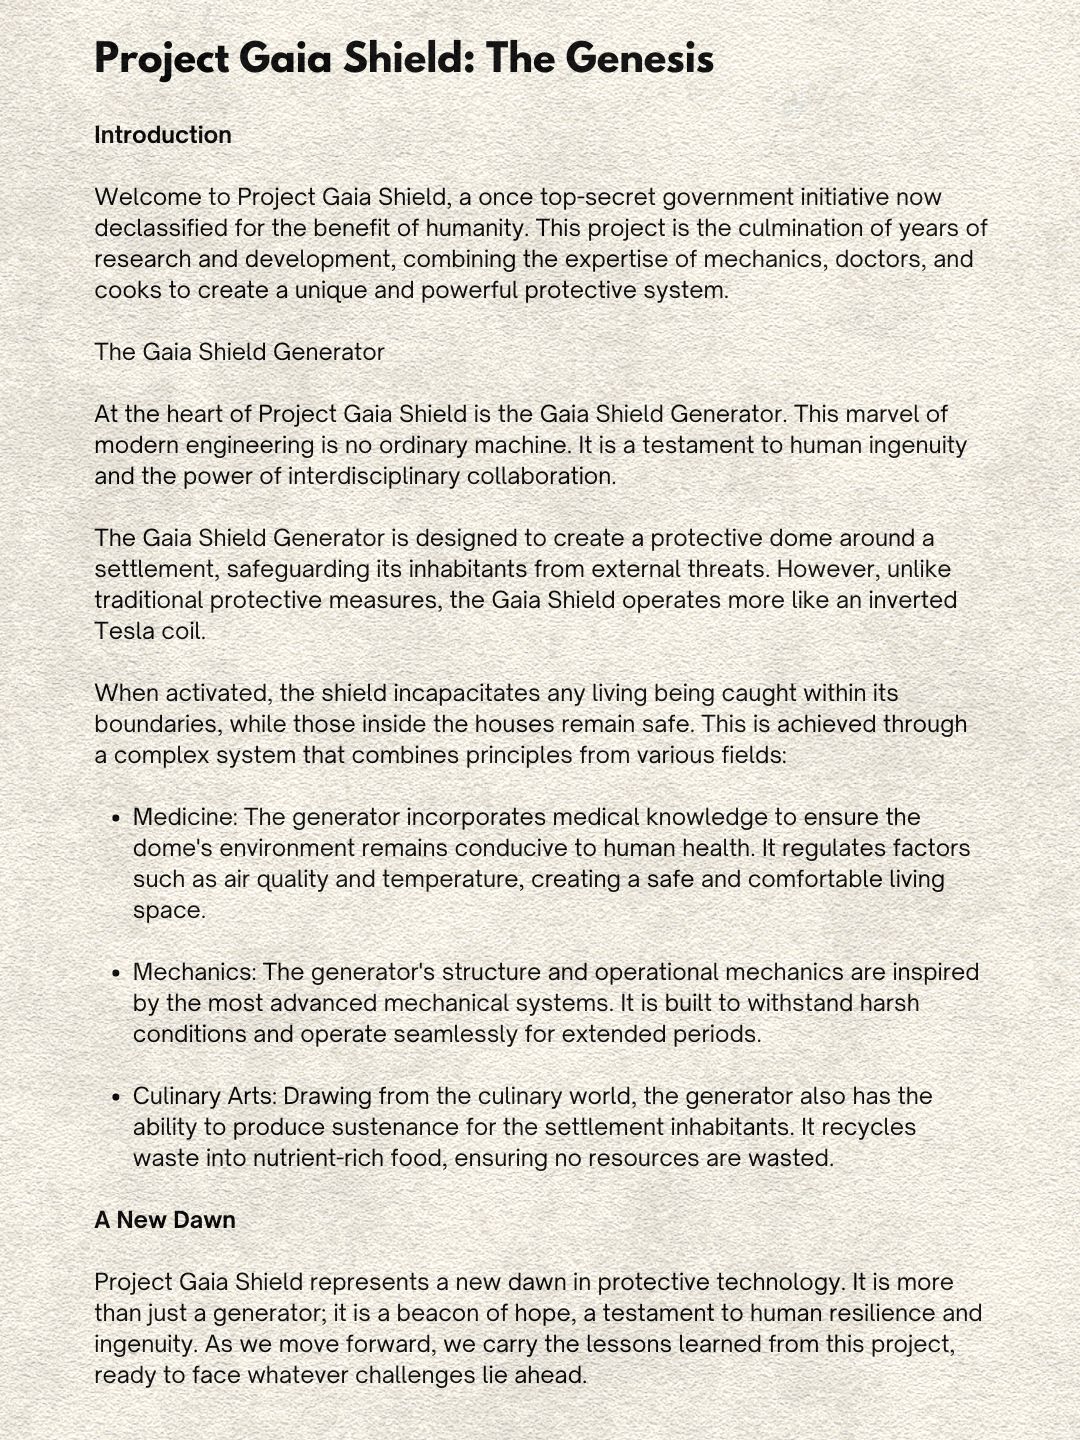 Project Gaia Shield: The Genesis
Introduction
Welcome to Project Gaia Shield, a once top-secret government initiative now
declassified for the benefit of humanity. This project is the culmination of years of
research and development, combining the expertise of mechanics, doctors, and
cooks to create a unique and powerful protective system.
The Gaia Shield Generator
At the heart of Project Gaia Shield is the Gaia Shield Generator. This marvel of
modern engineering is no ordinary machine. It is a testament to human ingenuity
and the power of interdisciplinary collaboration.
The Gaia Shield Generator is designed to create a protective dome around a
settlement, safeguarding its inhabitants from external threats. However, unlike
traditional protective measures, the Gaia Shield operates more like an inverted
Tesla coil.
When activated, the shield incapacitates any living being caught within its
boundaries, while those inside the houses remain safe. This is achieved through
a complex system that combines principles from various fields:
• Medicine: The generator incorporates medical knowledge to ensure the
dome's environment remains conducive to human health. It regulates factors
such as air quality and temperature, creating a safe and comfortable living
space.
• Mechanics: The generator's structure and operational mechanics are inspired
by the most advanced mechanical systems. It is built to withstand harsh
conditions and operate seamlessly for extended periods.
• Culinary Arts: Drawing from the culinary world, the generator also has the
ability to produce sustenance for the settlement inhabitants. It recycles
waste into nutrient-rich food, ensuring no resources are wasted.
A New Dawn
Project Gaia Shield represents a new dawn in protective technology. It is more
than just a generator; it is a beacon of hope, a testament to human resilience and
ingenuity. As we move forward, we carry the lessons learned from this project,
ready to face whatever challenges lie ahead.